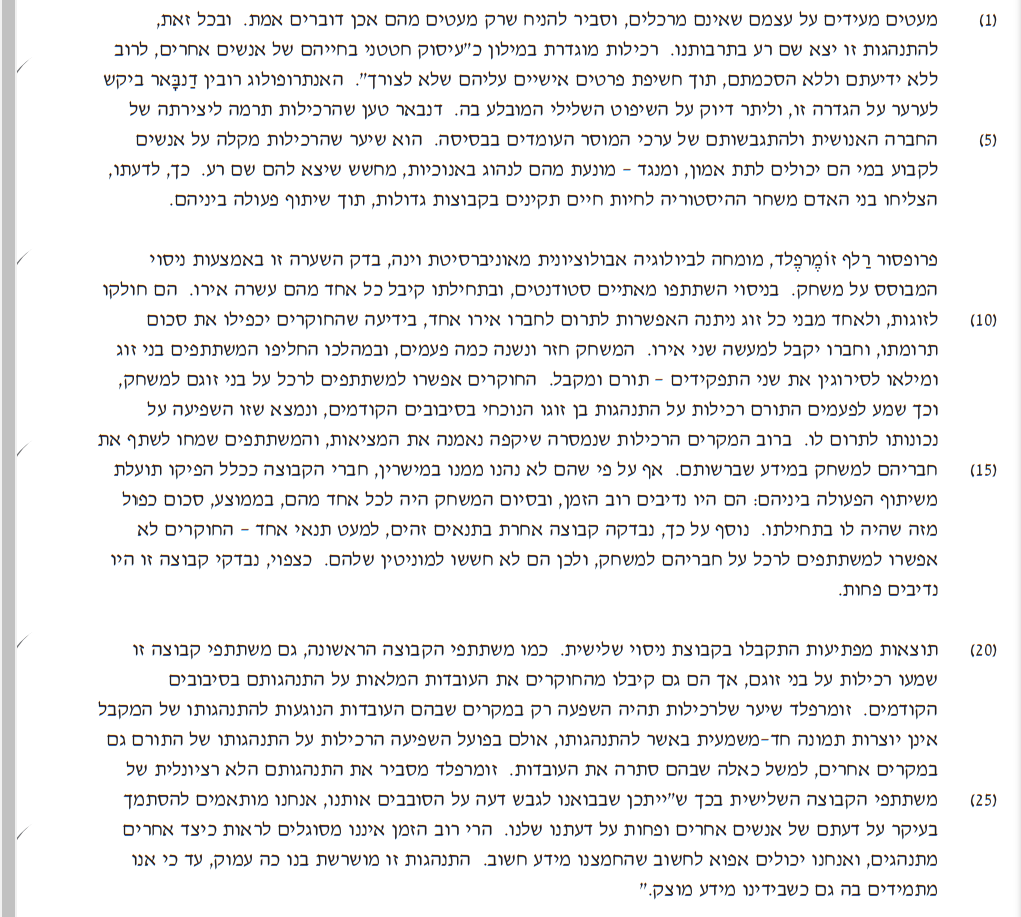 (1) מעטים מעידים על עצמם שאינם מרכלים, וסביר להניח שרק מעטים מהם אכן דוברים אמת. ובכל זאת,
להתנהגות זו יצא שם רע בתרבותנו. רכילות מוגדרת במילון כ"עיסוק חטטני בחייהם של אנשים אחרים, לרוב
ללא ידיעתם וללא הסכמתם, תוך חשיפת פרטים אישיים עליהם שלא לצורך". האנתרופולוג רובין דַנבָּאר ביקש
לערער על הגדרה זו, וליתר דיוק על השיפוט השלילי המובלע בה. דנבאר טען שהרכילות תרמה ליצירתה של
(5) החברה האנושית ולהתגבשותם של ערכי המוסר העומדים בבסיסה. הוא שיער שהרכילות מקלה על אנשים
לקבוע במי הם יכולים לתת אמון, ומנגד – מונעת מהם לנהוג באנוכיות, מחשש שיצא להם שם רע. כך, לדעתו,
הצליחו בני האדם משחר ההיסטוריה לחיות חיים תקינים בקבוצות גדולות, תוך שיתוף פעולה ביניהם.
פרופסור רַלף זוֹמֶרפֶלד, מומחה לביולוגיה אבולוציונית מאוניברסיטת וינה, בדק השערה זו באמצעות ניסוי
המבוסס על משחק. בניסוי השתתפו מאתיים סטודנטים, ובתחילתו קיבל כל אחד מהם עשרה אירו. הם חולקו
(10) לזוגות, ולאחד מבני כל זוג ניתנה האפשרות לתרום לחברו אירו אחד, בידיעה שהחוקרים יכפילו את סכום
תרומתו, וחברו יקבל למעשה שני אירו. המשחק חזר ונשנה כמה פעמים, ובמהלכו החליפו המשתתפים בני זוג
ומילאו לסירוגין את שני התפקידים – תורם ומקבל. החוקרים אפשרו למשתתפים לרכל על בני זוגם למשחק,
וכך שמע לפעמים התורם רכילות על התנהגות בן זוגו הנוכחי בסיבובים הקודמים, ונמצא שזו השפיעה על
נכונותו לתרום לו. ברוב המקרים הרכילות שנמסרה שיקפה נאמנה את המציאות, והמשתתפים שמחו לשתף את
(15) חבריהם למשחק במידע שברשותם. אף על פי שהם לא נהנו ממנו במישרין, חברי הקבוצה ככלל הפיקו תועלת
משיתוף הפעולה ביניהם: הם היו נדיבים רוב הזמן, ובסיום המשחק היה לכל אחד מהם, בממוצע, סכום כפול
מזה שהיה לו בתחילתו. נוסף על כך, נבדקה קבוצה אחרת בתנאים זהים, למעט תנאי אחד – החוקרים לא
אפשרו למשתתפים לרכל על חבריהם למשחק, ולכן הם לא חששו למוניטין שלהם. כצפוי, נבדקי קבוצה זו היו
נדיבים פחות.
(20) תוצאות מפתיעות התקבלו בקבוצת ניסוי שלישית. כמו משתתפי הקבוצה הראשונה, גם משתתפי קבוצה זו
שמעו רכילות על בני זוגם, אך הם גם קיבלו מהחוקרים את העובדות המלאות על התנהגותם בסיבובים
הקודמים. זומרפלד שיער שלרכילות תהיה השפעה רק במקרים שבהם העובדות הנוגעות להתנהגותו של המקבל
אינן יוצרות תמונה חד-משמעית באשר להתנהגותו, אולם בפועל השפיעה הרכילות על התנהגותו של התורם גם
במקרים אחרים, למשל כאלה שבהם סתרה את העובדות. זומרפלד מסביר את התנהגותם הלא רציונלית של
(25) משתתפי הקבוצה השלישית בכך ש"ייתכן שבבואנו לגבש דעה על הסובבים אותנו, אנחנו מותאמים להסתמך
בעיקר על דעתם של אנשים אחרים ופחות על דעתנו שלנו. הרי רוב הזמן איננו מסוגלים לראות כיצד אחרים
מתנהגים, ואנחנו יכולים אפוא לחשוב שהחמצנו מידע חשוב. התנהגות זו מושרשת בנו כה עמוק, עד כי אנו
מתמידים בה גם כשבידינו מידע מוצק."